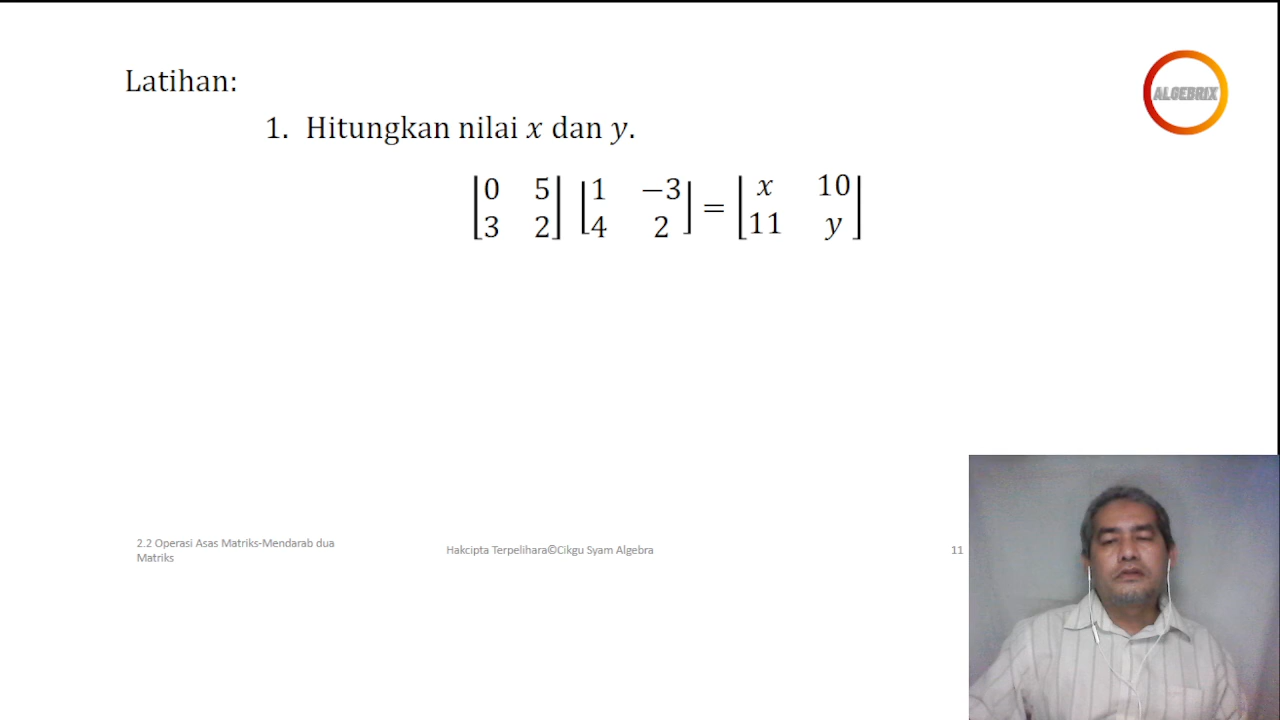 Latihan:
ALGEBRIX
1. Hitungkan nilai x dan y.
[0 5] [1 −3] = [x 10]
[3 2] [4 2] [11 y]
2.2 Operasi Asas Matriks-Mendarab dua
Matriks
Hakcipta Terpelihara©Cikgu Syam Algebra
11